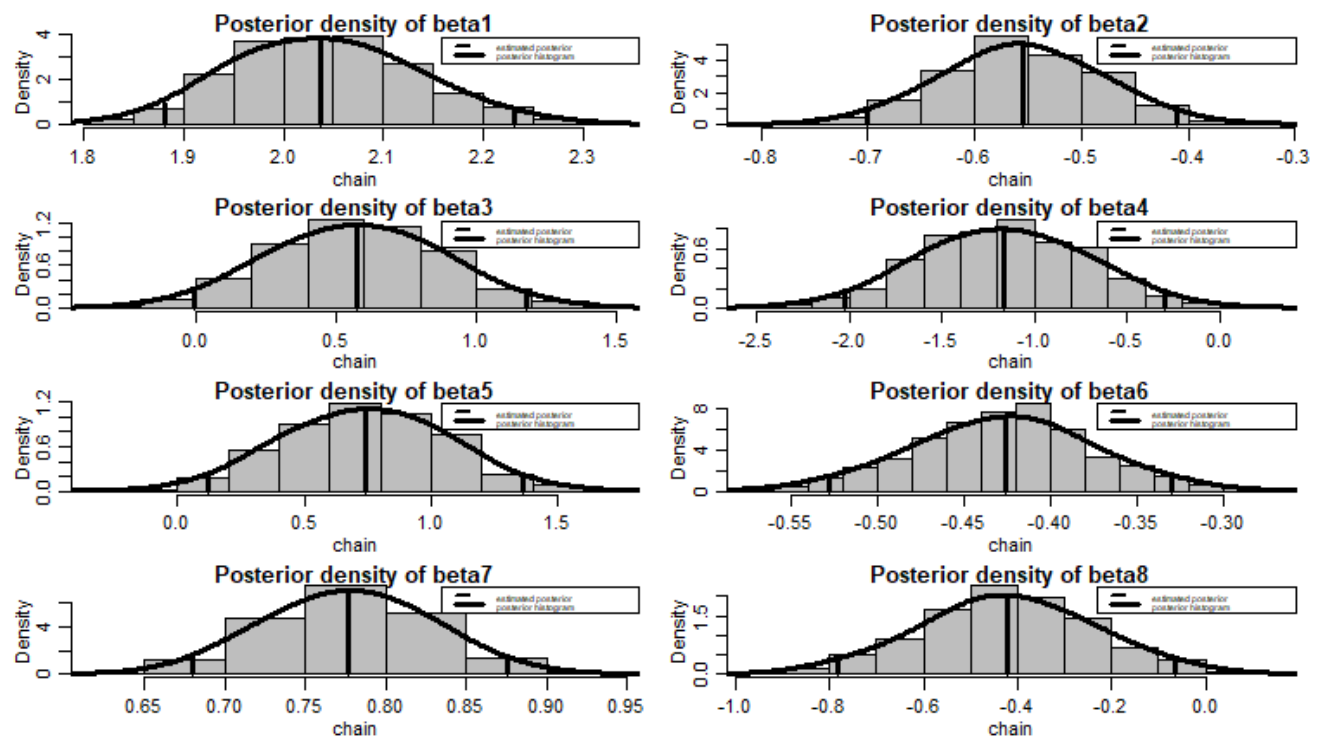 Posterior density of beta1
Density
0 2 4
estimated posterior
posterior histogram
1.8 1.9 2.0 2.1 2.2 2.3
chain
Posterior density of beta2
Density
0 2 4
estimated posterior
posterior histogram
-0.8 -0.7 -0.6 -0.5 -0.4 -0.3
chain
Posterior density of beta3
Density
0.0 0.6 1.2
estimated posterior
posterior histogram
0.0 0.5 1.0 1.5
chain
Posterior density of beta4
Density
0.0 0.6
estimated posterior
posterior histogram
-2.5 -2.0 -1.5 -1.0 -0.5 0.0
chain
Posterior density of beta5
Density
0.0 0.6 1.2
estimated posterior
posterior histogram
0.0 0.5 1.0 1.5
chain
Posterior density of beta6
Density
0 4 8
estimated posterior
posterior histogram
-0.55 -0.50 -0.45 -0.40 -0.35 -0.30
chain
Posterior density of beta7
Density
0 4
estimated posterior
posterior histogram
0.65 0.70 0.75 0.80 0.85 0.90 0.95
chain
Posterior density of beta8
Density
0.0 1.5
estimated posterior
posterior histogram
-1.0 -0.8 -0.6 -0.4 -0.2 0.0
chain